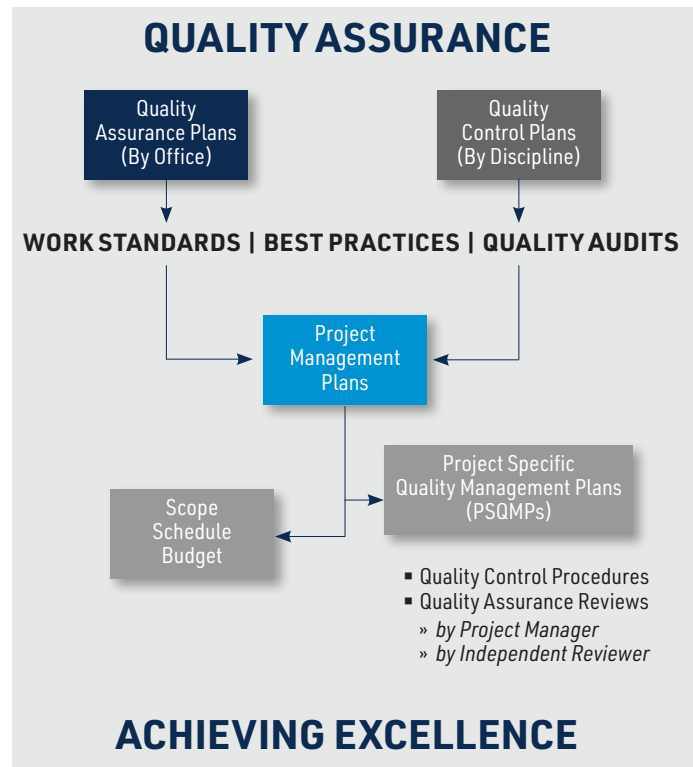 QUALITY ASSURANCE
Quality
Assurance Plans
(By Office)
Quality
Control Plans
(By Discipline)
WORK STANDARDS | BEST PRACTICES | QUALITY AUDITS
Project
Management
Plans
Project Specific
Quality Management Plans
(PSQMPs)
Scope
Schedule
Budget
▪ Quality Control Procedures
▪ Quality Assurance Reviews
» by Project Manager
» by Independent Reviewer
ACHIEVING EXCELLENCE